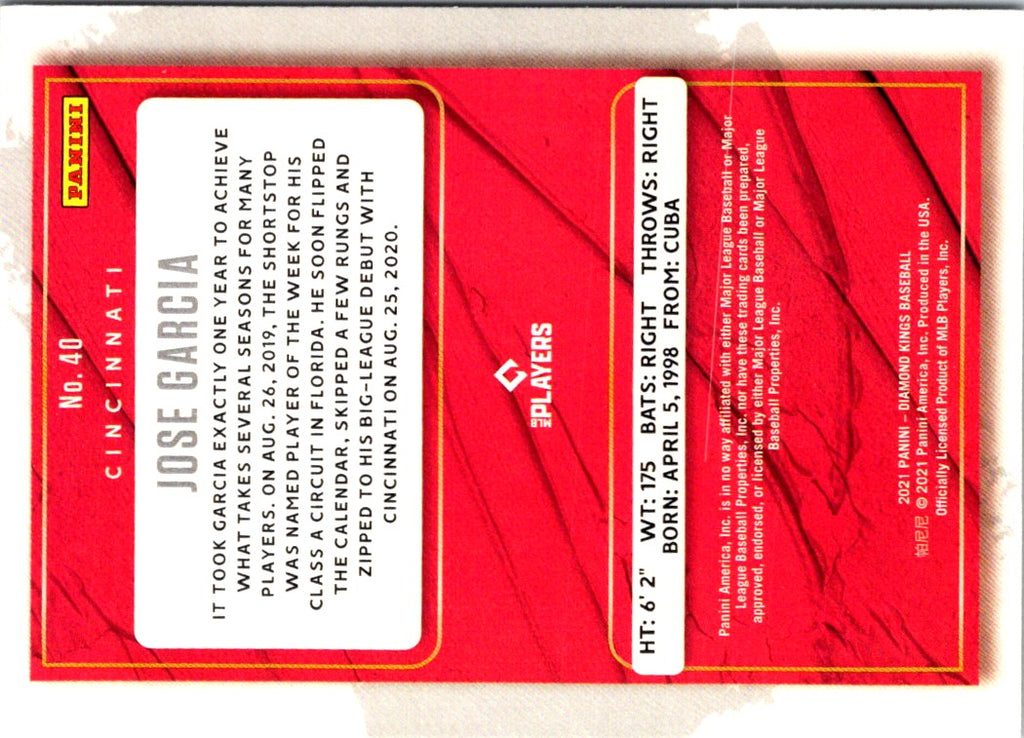 PANINI
No. 40
CINCINNATI
JOSE GARCIA
IT TOOK GARCIA EXACTLY ONE YEAR TO ACHIEVE
WHAT TAKES SEVERAL SEASONS FOR MANY
PLAYERS. ON AUG. 26, 2019, THE SHORTSTOP
WAS NAMED PLAYER OF THE WEEK FOR HIS
CLASS A CIRCUIT IN FLORIDA. HE SOON FLIPPED
THE CALENDAR, SKIPPED A FEW RUNGS AND
ZIPPED TO HIS BIG-LEAGUE DEBUT WITH
CINCINNATI ON AUG. 25, 2020.
MLB PLAYERS
HT: 6' 2" WT: 175 BATS: RIGHT THROWS: RIGHT
BORN: APRIL 5, 1998 FROM: CUBA
Panini America, Inc. is in no way affiliated with either Major League Baseball or Major
League Baseball Properties, Inc. nor have these trading cards been prepared,
approved, endorsed, or licensed by either Major League Baseball or Major League
Baseball Properties, Inc.
2021 PANINI – DIAMOND KINGS BASEBALL
帕尼尼 © 2021 Panini America, Inc. Produced in the USA.
Officially Licensed Product of MLB Players, Inc.